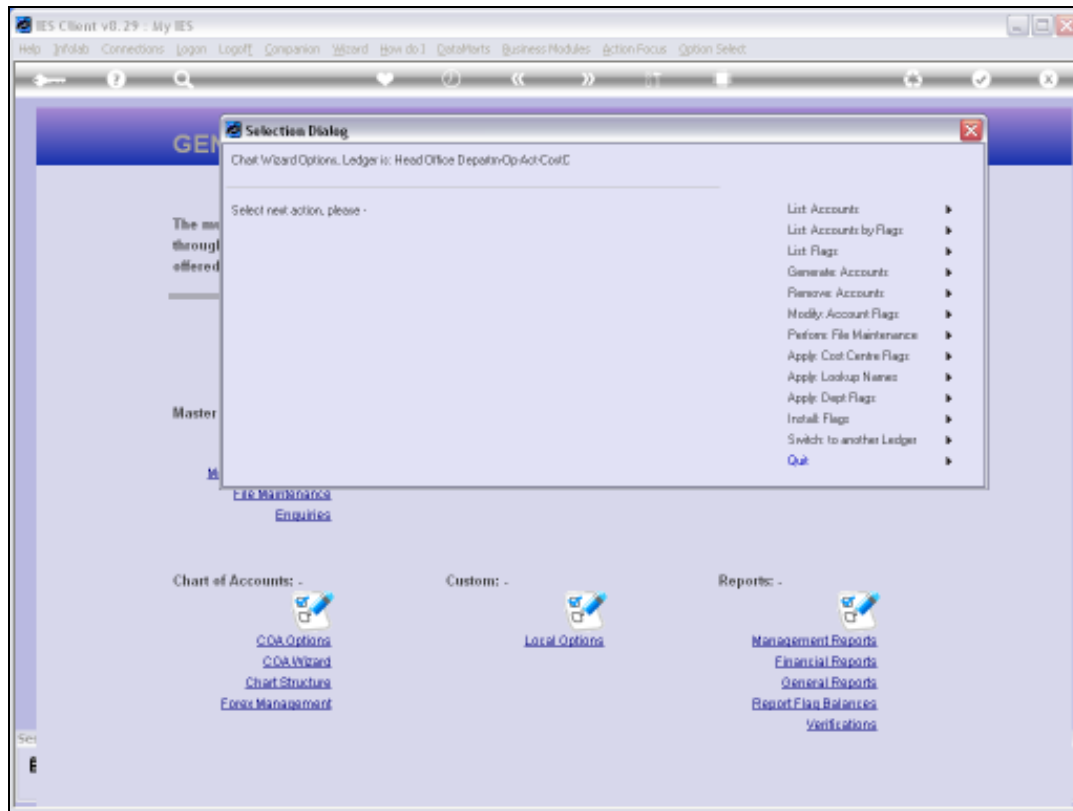 IES Client v8.29 : My IES
Help Infolab Connections Logon Logoff Companion Wizard How do I DataMarts Business Modules Action Focus Option Select
GEN
Selection Dialog
Chart Wizard Options, Ledger is: Head Office Departm-Op-Act-CostC
Select next action, please -
List: Accounts
List: Accounts by Flags
List: Flags
Generate: Accounts
Remove: Accounts
Modify: Account Flags
Perform: File Maintenance
Apply: Cost Centre Flags
Apply: Lookup Names
Apply: Dept Flags
Install: Flags
Switch: to another Ledger
Quit
The
through
offered
Master
M
File Maintenance
Enquiries
Chart of Accounts: -
Custom: -
Reports: -
COA Options
COA Wizard
Chart Structure
Forex Management
Local Options
Management Reports
Financial Reports
General Reports
Report Flag Balances
Verifications
Ses